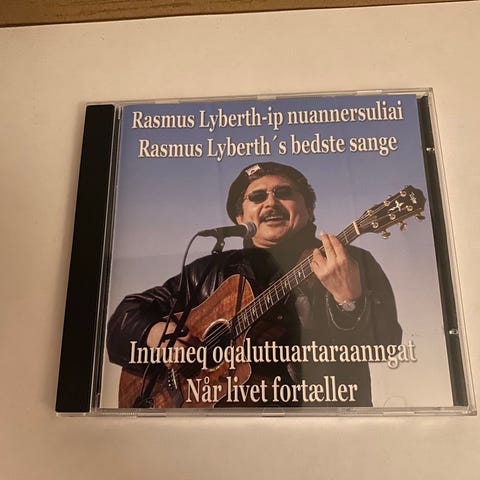 Rasmus Lyberth-ip nuannersuliai
Rasmus Lyberth´s bedste sange
Inuuneq oqaluttuartaraanngat
Når livet fortæller